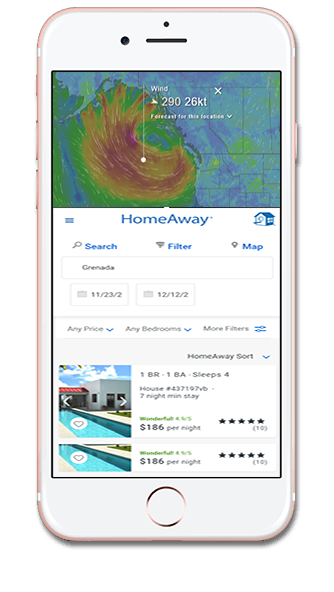 Wind
290 26kt
Forecast for this location
HomeAway
Search Filter Map
Grenada
11/23/2 12/12/2
Any Price Any Bedrooms More Filters
HomeAway Sort
1 BR · 1 BA · Sleeps 4
House #437197vb ·
7 night min stay
Wonderful! 4.9/5
$186 per night (10)
Wonderful! 4.9/5
$186 per night (10)